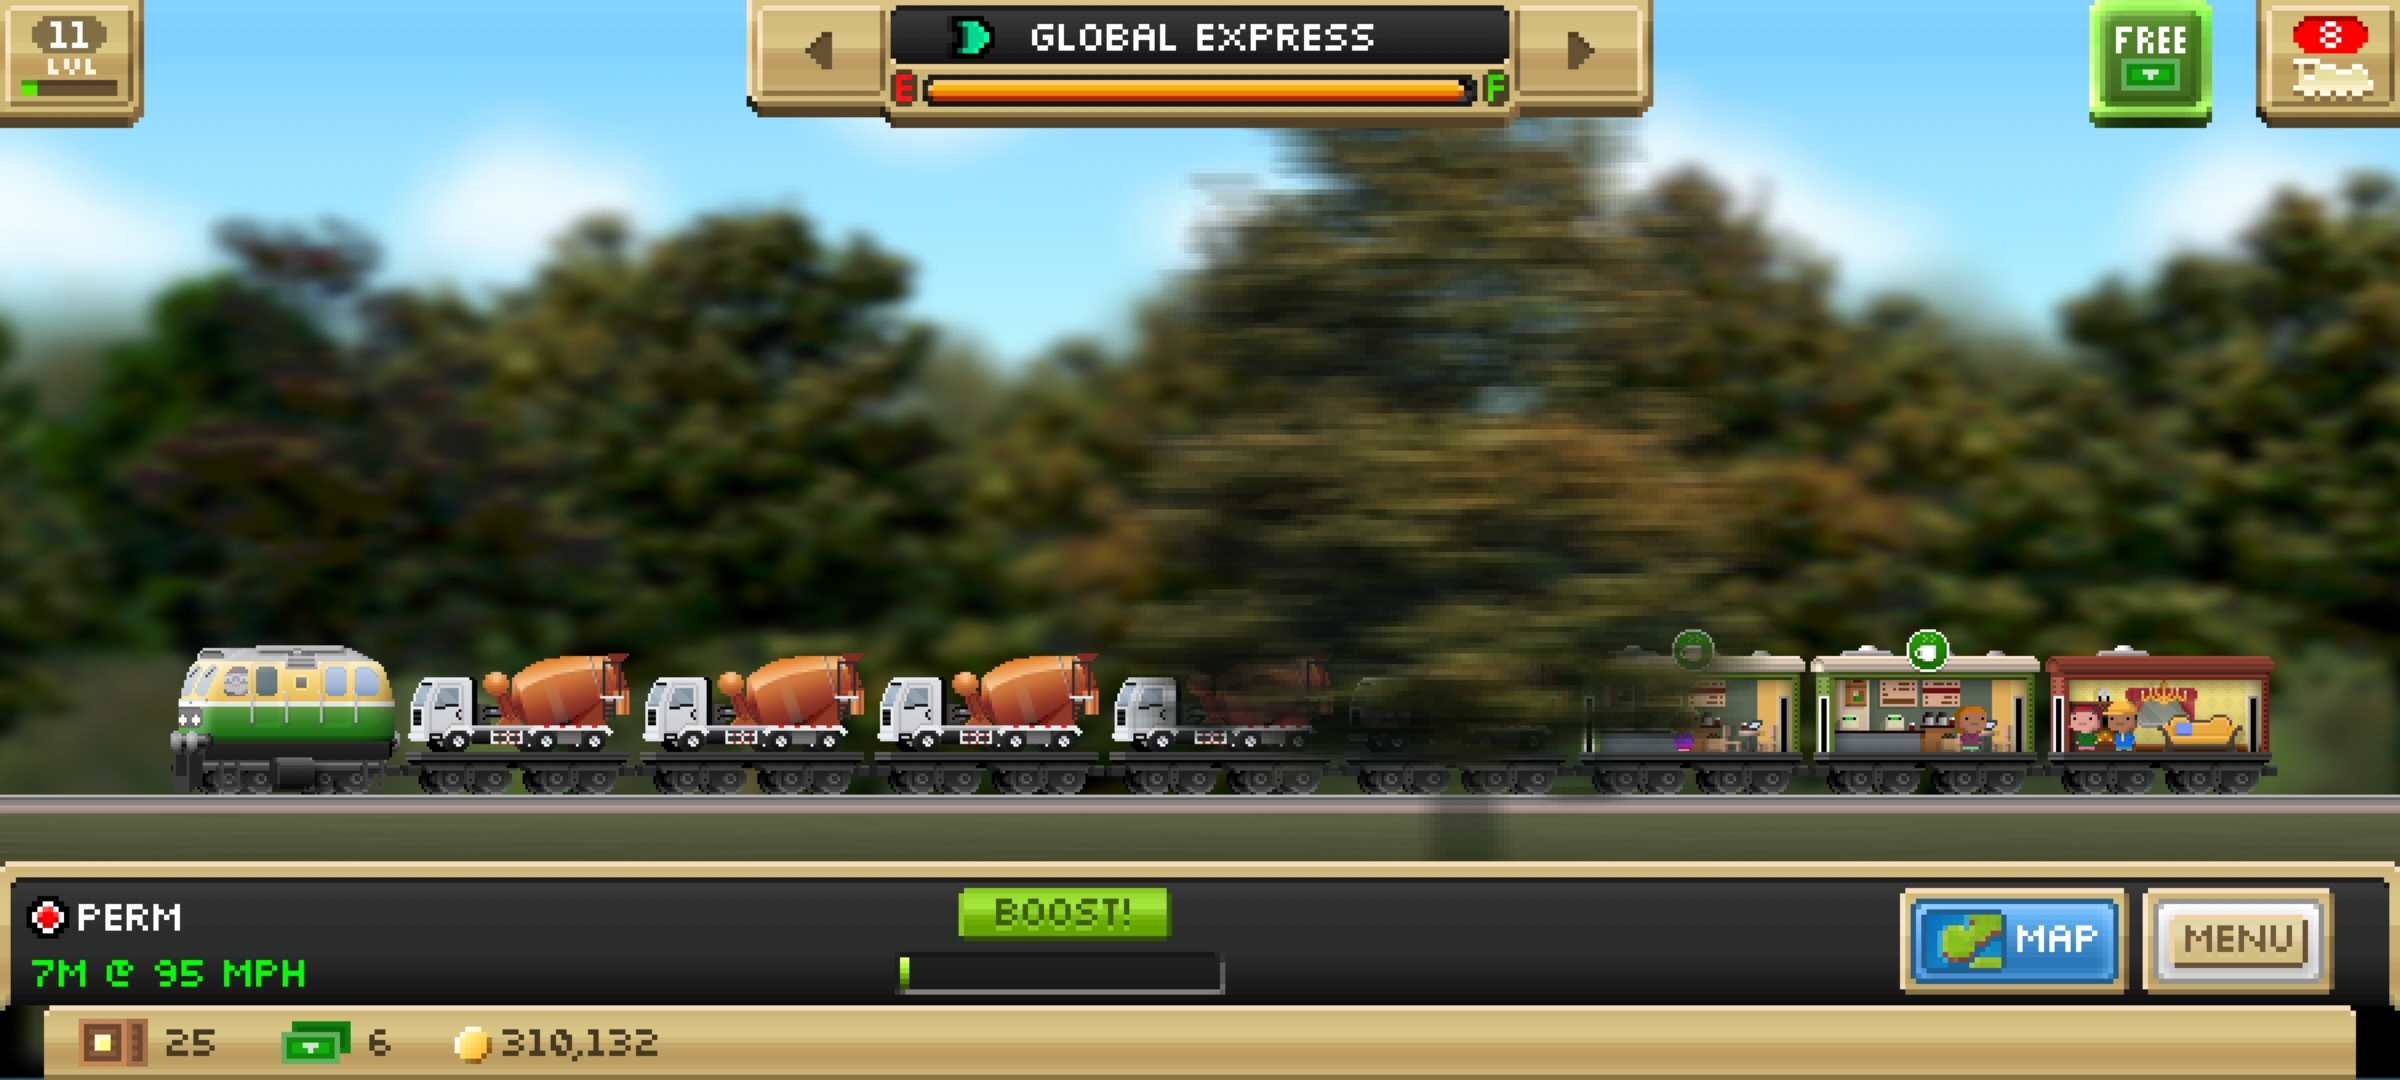 11
LVL
GLOBAL EXPRESS
E F
FREE
8
PERM
7M @ 95 MPH
BOOST!
MAP
MENU
25 6 310,132